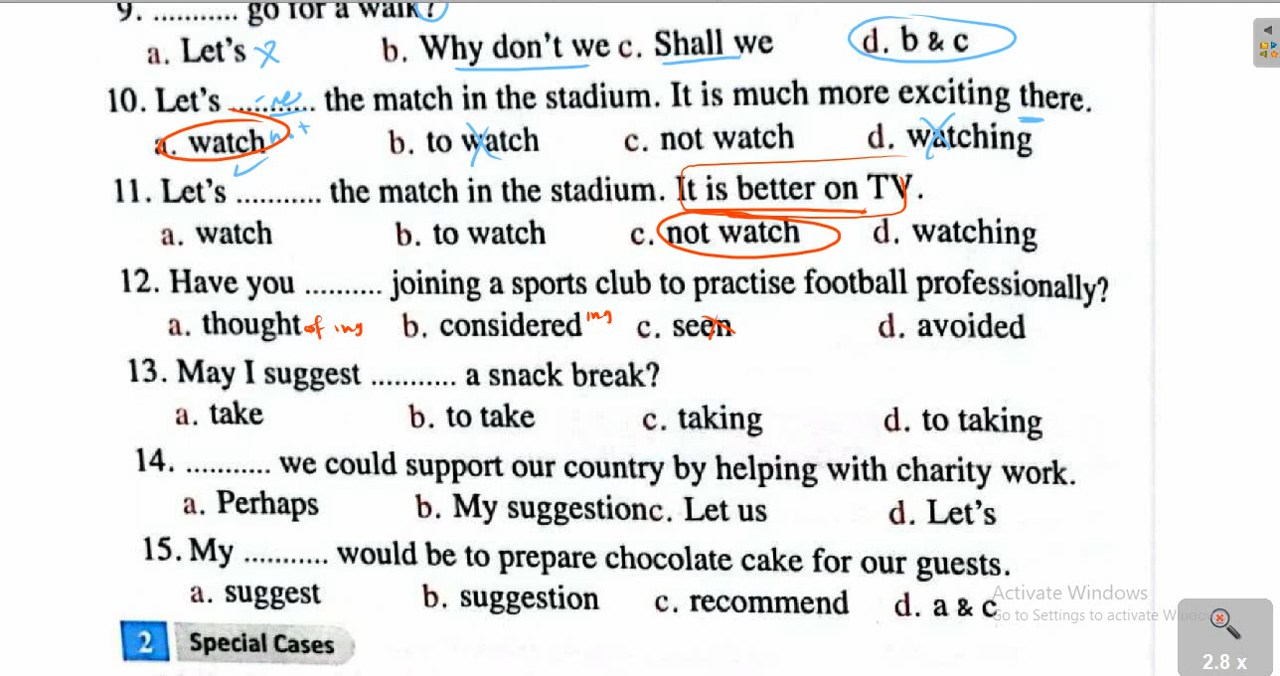 9. ........... go for a walk?
a. Let's x b. Why don't we c. Shall we d. b & c
10. Let's ............ the match in the stadium. It is much more exciting there.
a. watch b. to watch c. not watch d. watching
11. Let's ........... the match in the stadium. It is better on TV.
a. watch b. to watch c. not watch d. watching
12. Have you .......... joining a sports club to practise football professionally?
a. thought of ing b. considered ing c. seen d. avoided
13. May I suggest ........... a snack break?
a. take b. to take c. taking d. to taking
14. ........... we could support our country by helping with charity work.
a. Perhaps b. My suggestion c. Let us d. Let's
15. My ........... would be to prepare chocolate cake for our guests.
a. suggest b. suggestion c. recommend d. a & c
Activate Windows
Go to Settings to activate Windows
2 Special Cases
2.8 x